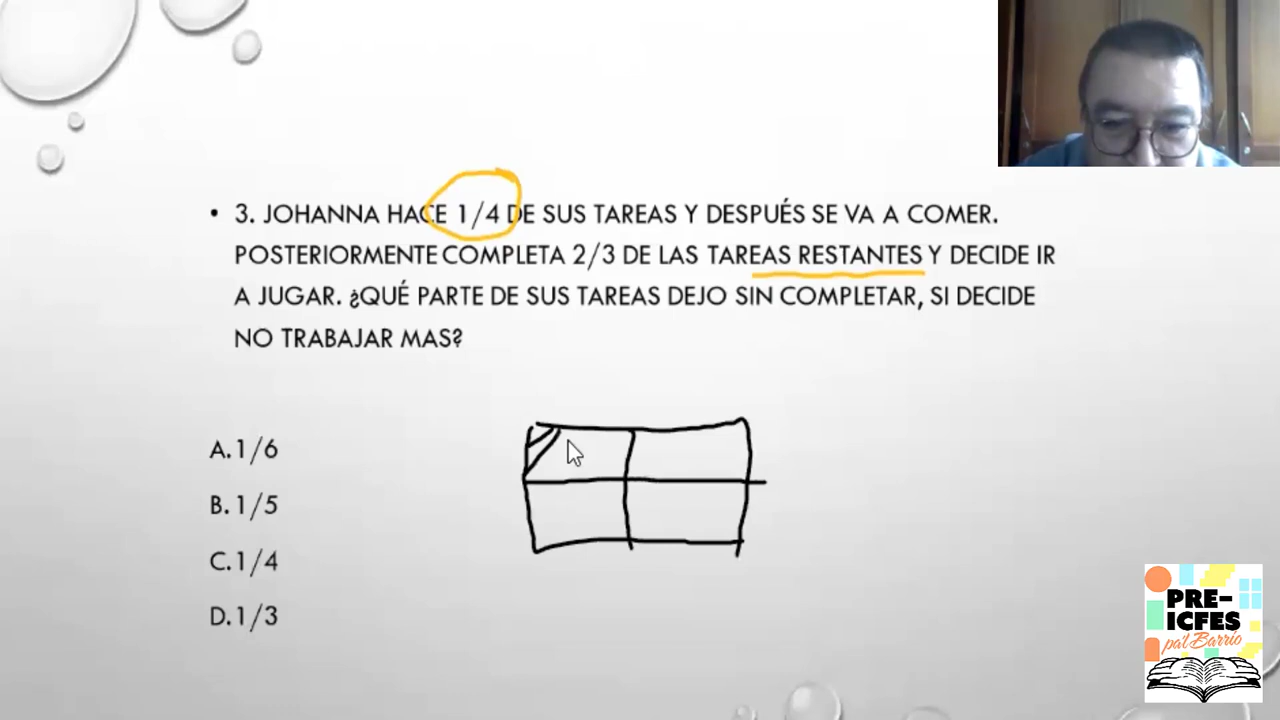 • 3. JOHANNA HACE 1/4 DE SUS TAREAS Y DESPUÉS SE VA A COMER.
POSTERIORMENTE COMPLETA 2/3 DE LAS TAREAS RESTANTES Y DECIDE IR
A JUGAR. ¿QUÉ PARTE DE SUS TAREAS DEJO SIN COMPLETAR, SI DECIDE
NO TRABAJAR MAS?
A. 1/6
B. 1/5
C. 1/4
D. 1/3
PRE-
ICFES
pa'l Barrio